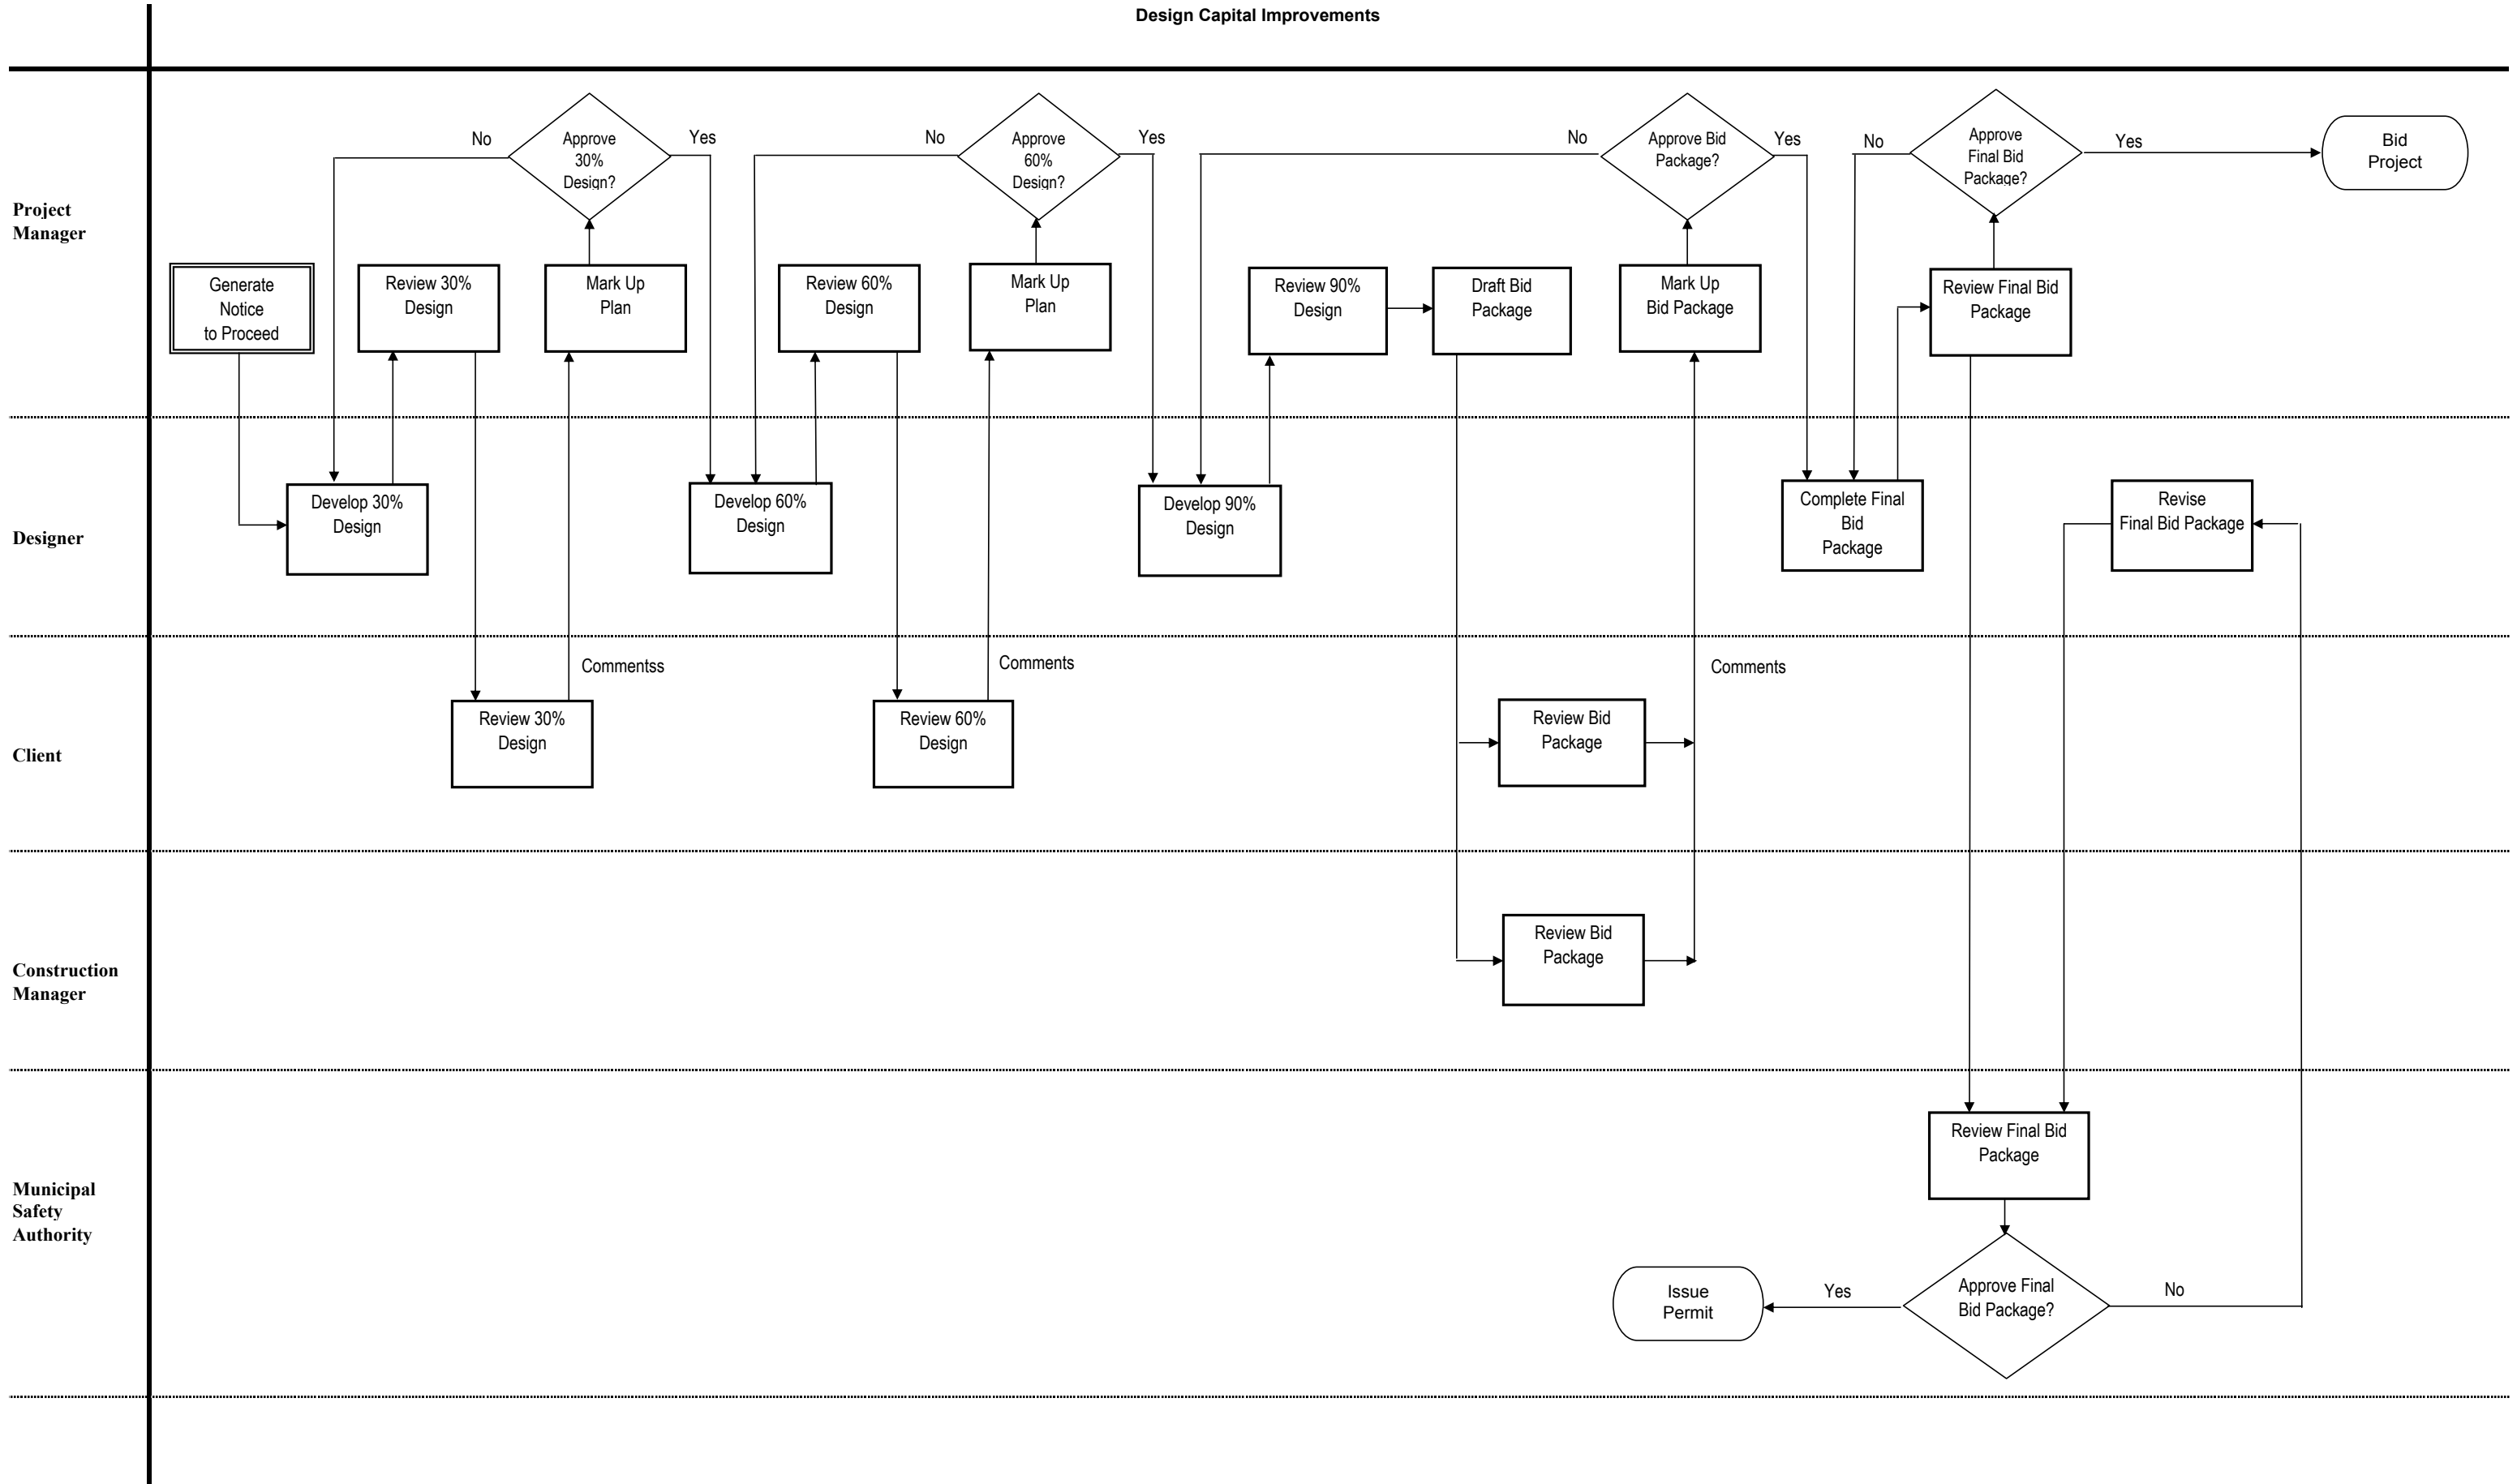 Design Capital Improvements
Project
Manager
No
Approve
30%
Design?
Yes
No
Approve
60%
Design?
Yes
No
Approve Bid
Package?
Yes
No
Approve
Final Bid
Package?
Yes
Bid
Project
Generate
Notice
to Proceed
Review 30%
Design
Mark Up
Plan
Review 60%
Design
Mark Up
Plan
Review 90%
Design
Draft Bid
Package
Mark Up
Bid Package
Review Final Bid
Package
Designer
Develop 30%
Design
Develop 60%
Design
Develop 90%
Design
Complete Final
Bid
Package
Revise
Final Bid Package
Client
Commentss
Comments
Comments
Review 30%
Design
Review 60%
Design
Review Bid
Package
Construction
Manager
Review Bid
Package
Municipal
Safety
Authority
Review Final Bid
Package
Issue
Permit
Yes
Approve Final
Bid Package?
No